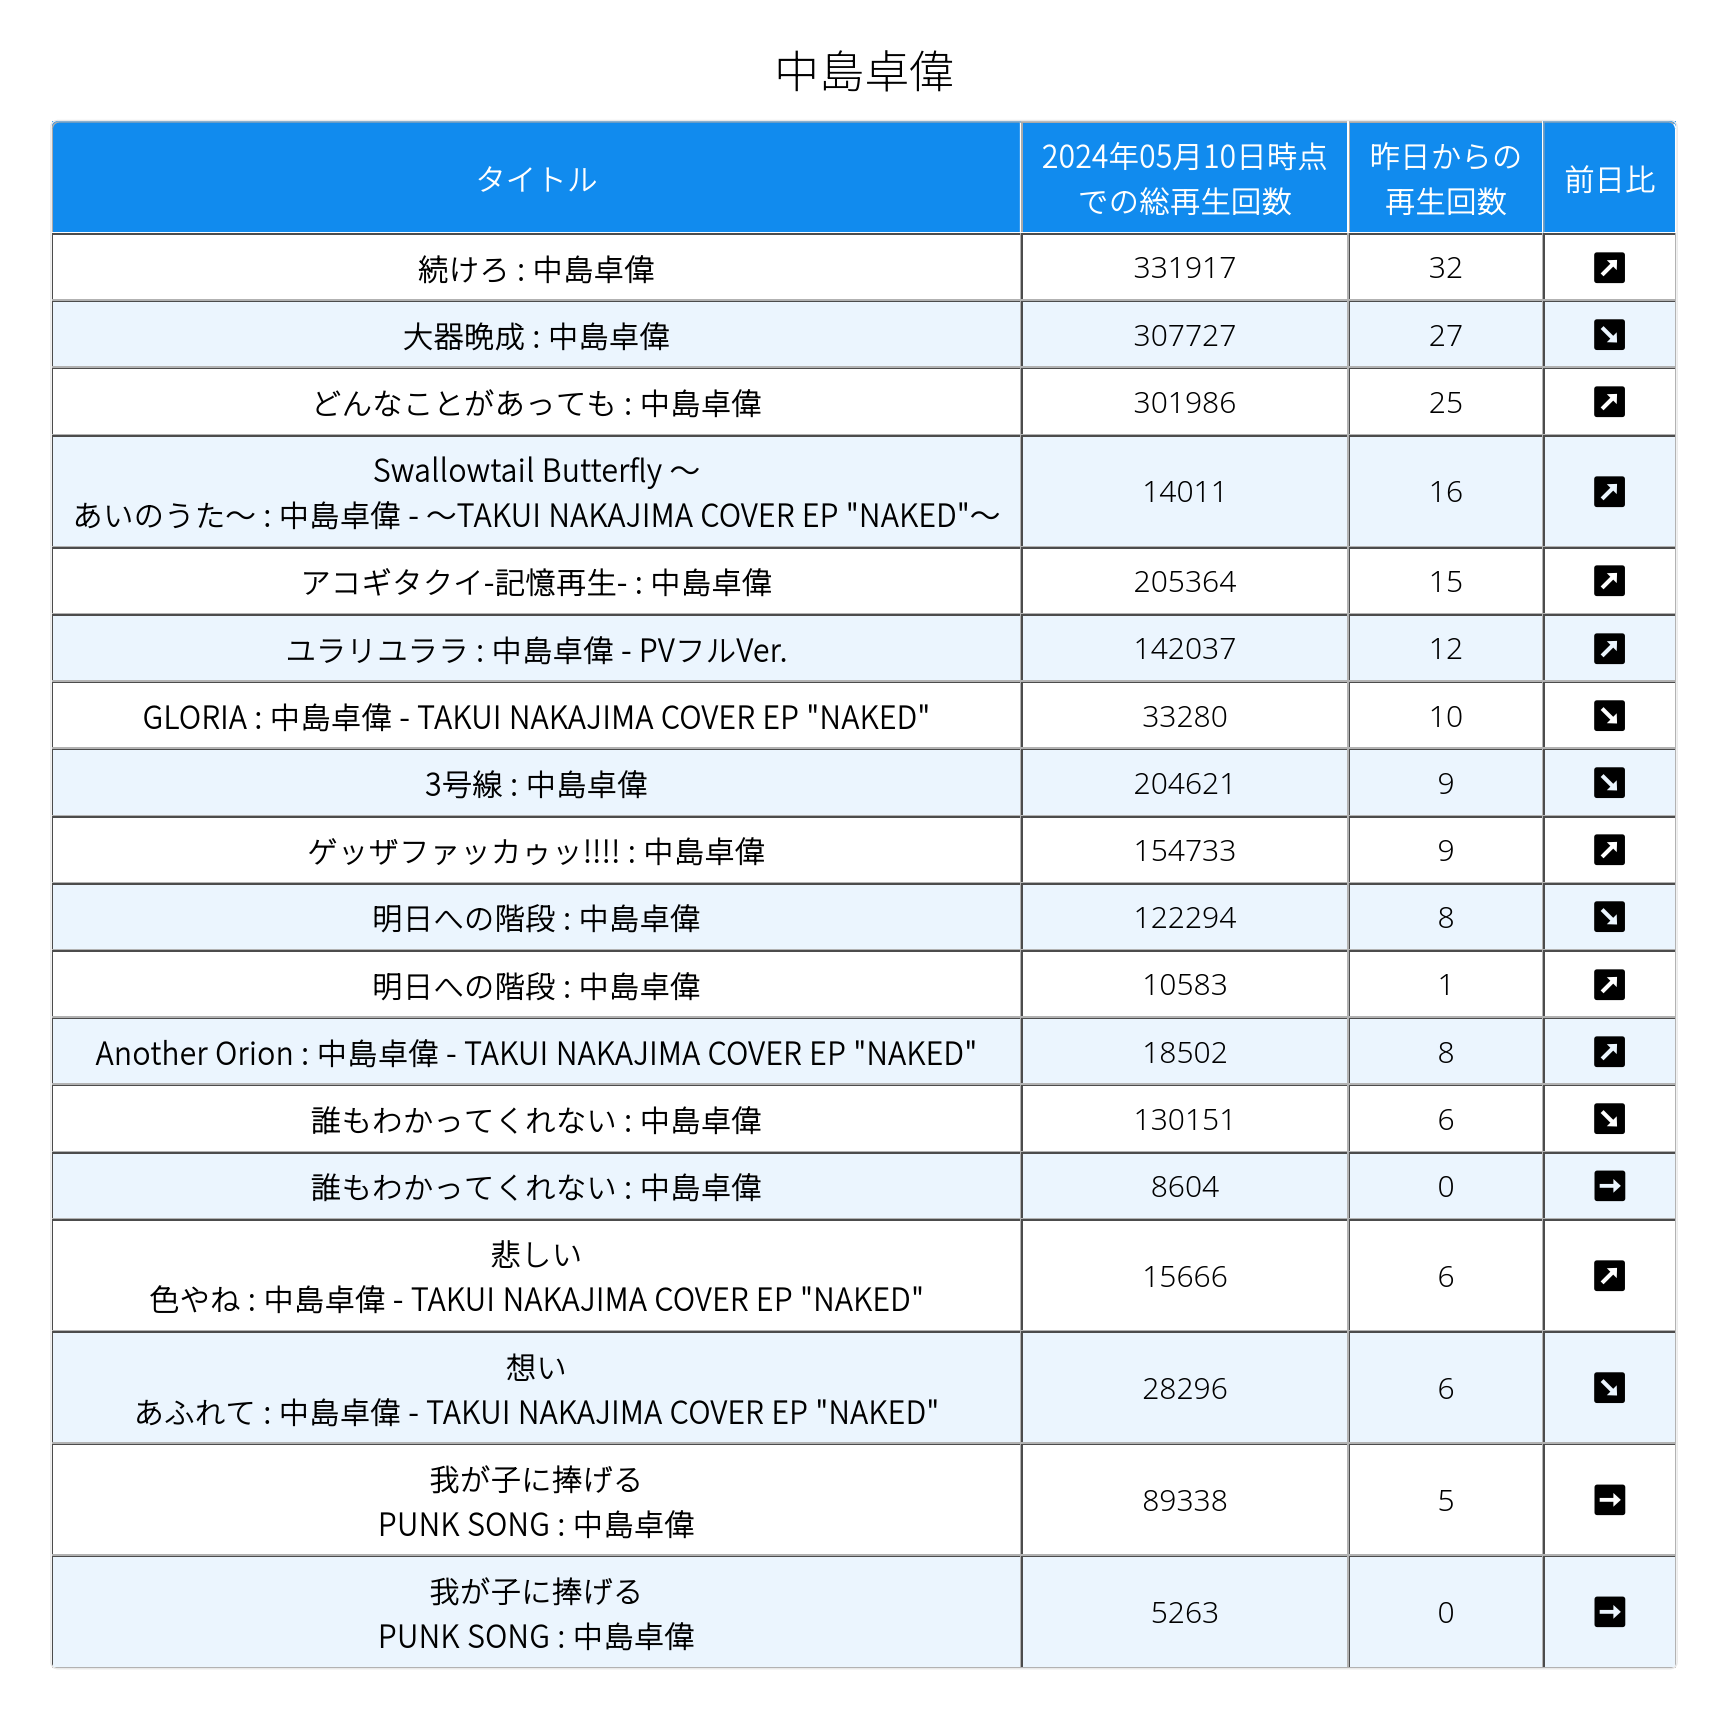 中島卓偉
タイトル
2024年05月10日時点
での総再生回数
昨日からの
再生回数
前日比
続けろ : 中島卓偉 331917 32 ↗
大器晩成 : 中島卓偉 307727 27 ↘
どんなことがあっても : 中島卓偉 301986 25 ↗
Swallowtail Butterfly ～
あいのうた～ : 中島卓偉 - ～TAKUI NAKAJIMA COVER EP "NAKED"～ 14011 16 ↗
アコギタクイ-記憶再生- : 中島卓偉 205364 15 ↗
ユラリユララ : 中島卓偉 - PVフルVer. 142037 12 ↗
GLORIA : 中島卓偉 - TAKUI NAKAJIMA COVER EP "NAKED" 33280 10 ↘
3号線 : 中島卓偉 204621 9 ↘
ゲッザファッカゥッ!!!! : 中島卓偉 154733 9 ↗
明日への階段 : 中島卓偉 122294 8 ↘
明日への階段 : 中島卓偉 10583 1 ↗
Another Orion : 中島卓偉 - TAKUI NAKAJIMA COVER EP "NAKED" 18502 8 ↗
誰もわかってくれない : 中島卓偉 130151 6 ↘
誰もわかってくれない : 中島卓偉 8604 0 →
悲しい
色やね : 中島卓偉 - TAKUI NAKAJIMA COVER EP "NAKED" 15666 6 ↗
想い
あふれて : 中島卓偉 - TAKUI NAKAJIMA COVER EP "NAKED" 28296 6 ↘
我が子に捧げる
PUNK SONG : 中島卓偉 89338 5 →
我が子に捧げる
PUNK SONG : 中島卓偉 5263 0 →